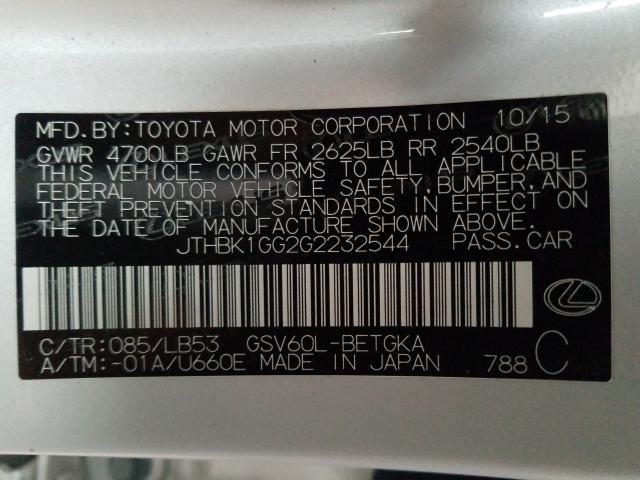 MFD.BY:TOYOTA MOTOR CORPORATION 10/15
GVWR 4700LB GAWR FR 2625LB RR 2540LB
THIS VEHICLE CONFORMS TO ALL APPLICABLE
FEDERAL MOTOR VEHICLE SAFETY,BUMPER,AND
THEFT PREVENTION STANDARDS IN EFFECT ON
THE DATE OF MANUFACTURE SHOWN ABOVE.
JTHBK1GG2G2232544 PASS.CAR
C/TR:085/LB53 GSV60L-BETGKA
A/TM:-01A/U660E MADE IN JAPAN 788 C